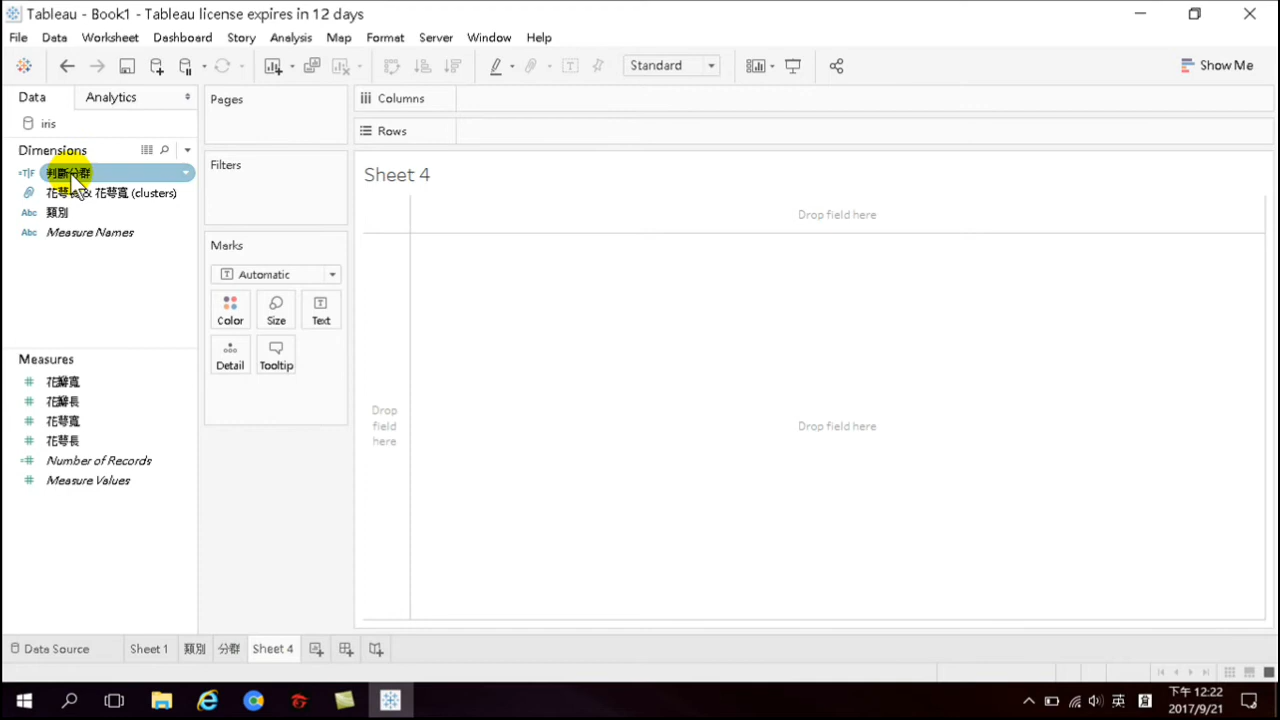 Tableau - Book1 - Tableau license expires in 12 days
File Data Worksheet Dashboard Story Analysis Map Format Server Window Help
Standard
Show Me
Data Analytics
Pages
Columns
iris
Rows
Dimensions
Filters
=T|F 判斷分群
花萼長 & 花萼寬 (clusters)
Abc 類別
Abc Measure Names
Sheet 4
Drop field here
Marks
Automatic
Color Size Text
Detail Tooltip
Measures
花瓣寬
花瓣長
花萼寬
花萼長
Number of Records
Measure Values
Drop
field
here
Drop field here
Data Source Sheet 1 類別 分群 Sheet 4
英
下午 12:22
2017/9/21